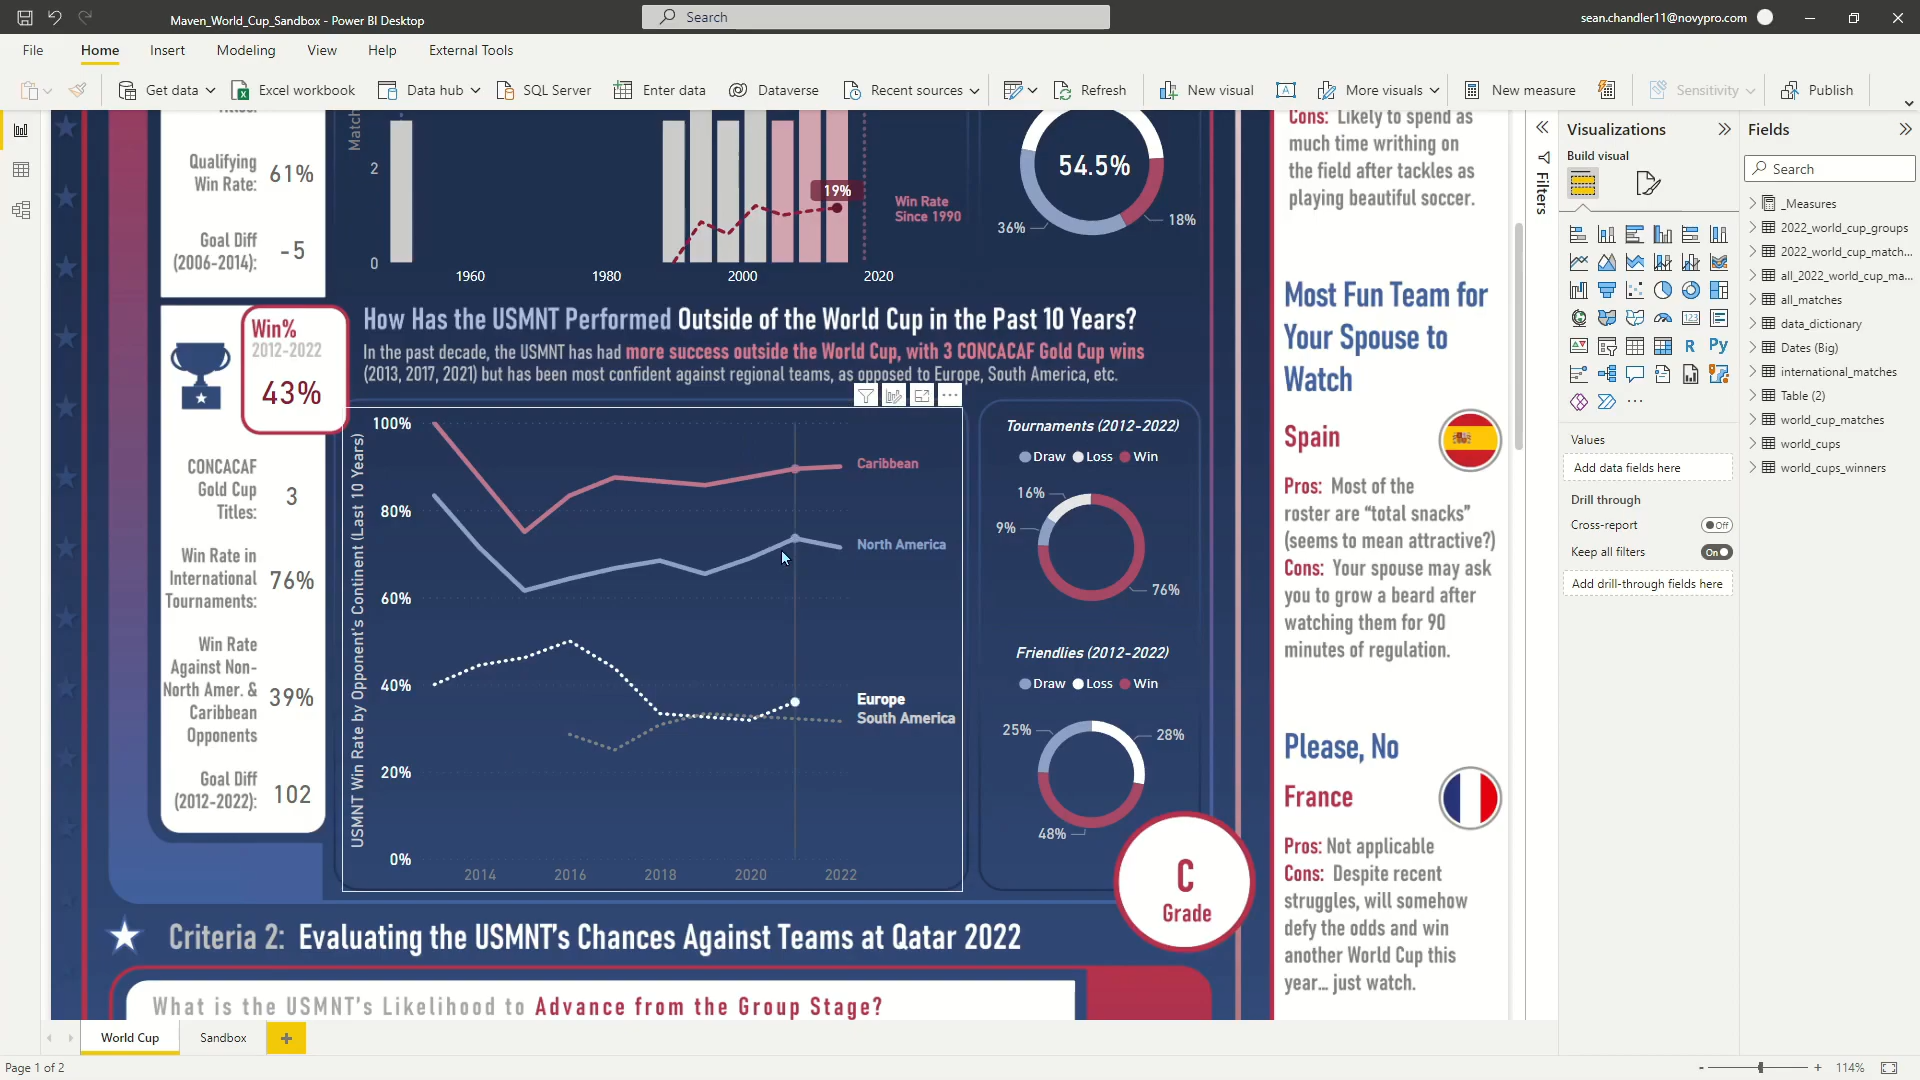 Maven_World_Cup_Sandbox - Power BI Desktop
Search
sean.chandler11@novypro.com
File
Home
Insert
Modeling
View
Help
External Tools
Get data
Excel workbook
Data hub
SQL Server
Enter data
Dataverse
Recent sources
Refresh
New visual
More visuals
New measure
Sensitivity
Publish
Qualifying
Win Rate:
61%
Goal Diff
(2006-2014):
-5
Match
2
0
19%
Win Rate
Since 1990
1960
1980
2000
2020
54.5%
36%
18%
Cons: Likely to spend as
much time writhing on
the field after tackles as
playing beautiful soccer.
Win%
2012-2022
43%
How Has the USMNT Performed Outside of the World Cup in the Past 10 Years?
In the past decade, the USMNT has had more success outside the World Cup, with 3 CONCACAF Gold Cup wins
(2013, 2017, 2021) but has been most confident against regional teams, as opposed to Europe, South America, etc.
CONCACAF
Gold Cup
Titles:
3
Win Rate in
International
Tournaments:
76%
Win Rate
Against Non-
North Amer. &
Caribbean
Opponents
39%
Goal Diff
(2012-2022):
102
USMNT Win Rate by Opponent's Continent (Last 10 Years)
100%
80%
60%
40%
20%
0%
Caribbean
North America
Europe
South America
2014
2016
2018
2020
2022
Tournaments (2012-2022)
Draw Loss Win
16%
9%
76%
Friendlies (2012-2022)
Draw Loss Win
25%
28%
48%
C
Grade
Most Fun Team for
Your Spouse to
Watch
Spain
Pros: Most of the
roster are “total snacks”
(seems to mean attractive?)
Cons: Your spouse may ask
you to grow a beard after
watching them for 90
minutes of regulation.
Please, No
France
Pros: Not applicable
Cons: Despite recent
struggles, will somehow
defy the odds and win
another World Cup this
year... just watch.
Criteria 2: Evaluating the USMNT's Chances Against Teams at Qatar 2022
What is the USMNT's Likelihood to Advance from the Group Stage?
Filters
Visualizations
Build visual
123
R
Py
Values
Add data fields here
Drill through
Cross-report
Off
Keep all filters
On
Add drill-through fields here
Fields
Search
_Measures
2022_world_cup_groups
2022_world_cup_match...
all_2022_world_cup_ma...
all_matches
data_dictionary
Dates (Big)
international_matches
Table (2)
world_cup_matches
world_cups
world_cups_winners
World Cup
Sandbox
Page 1 of 2
114%